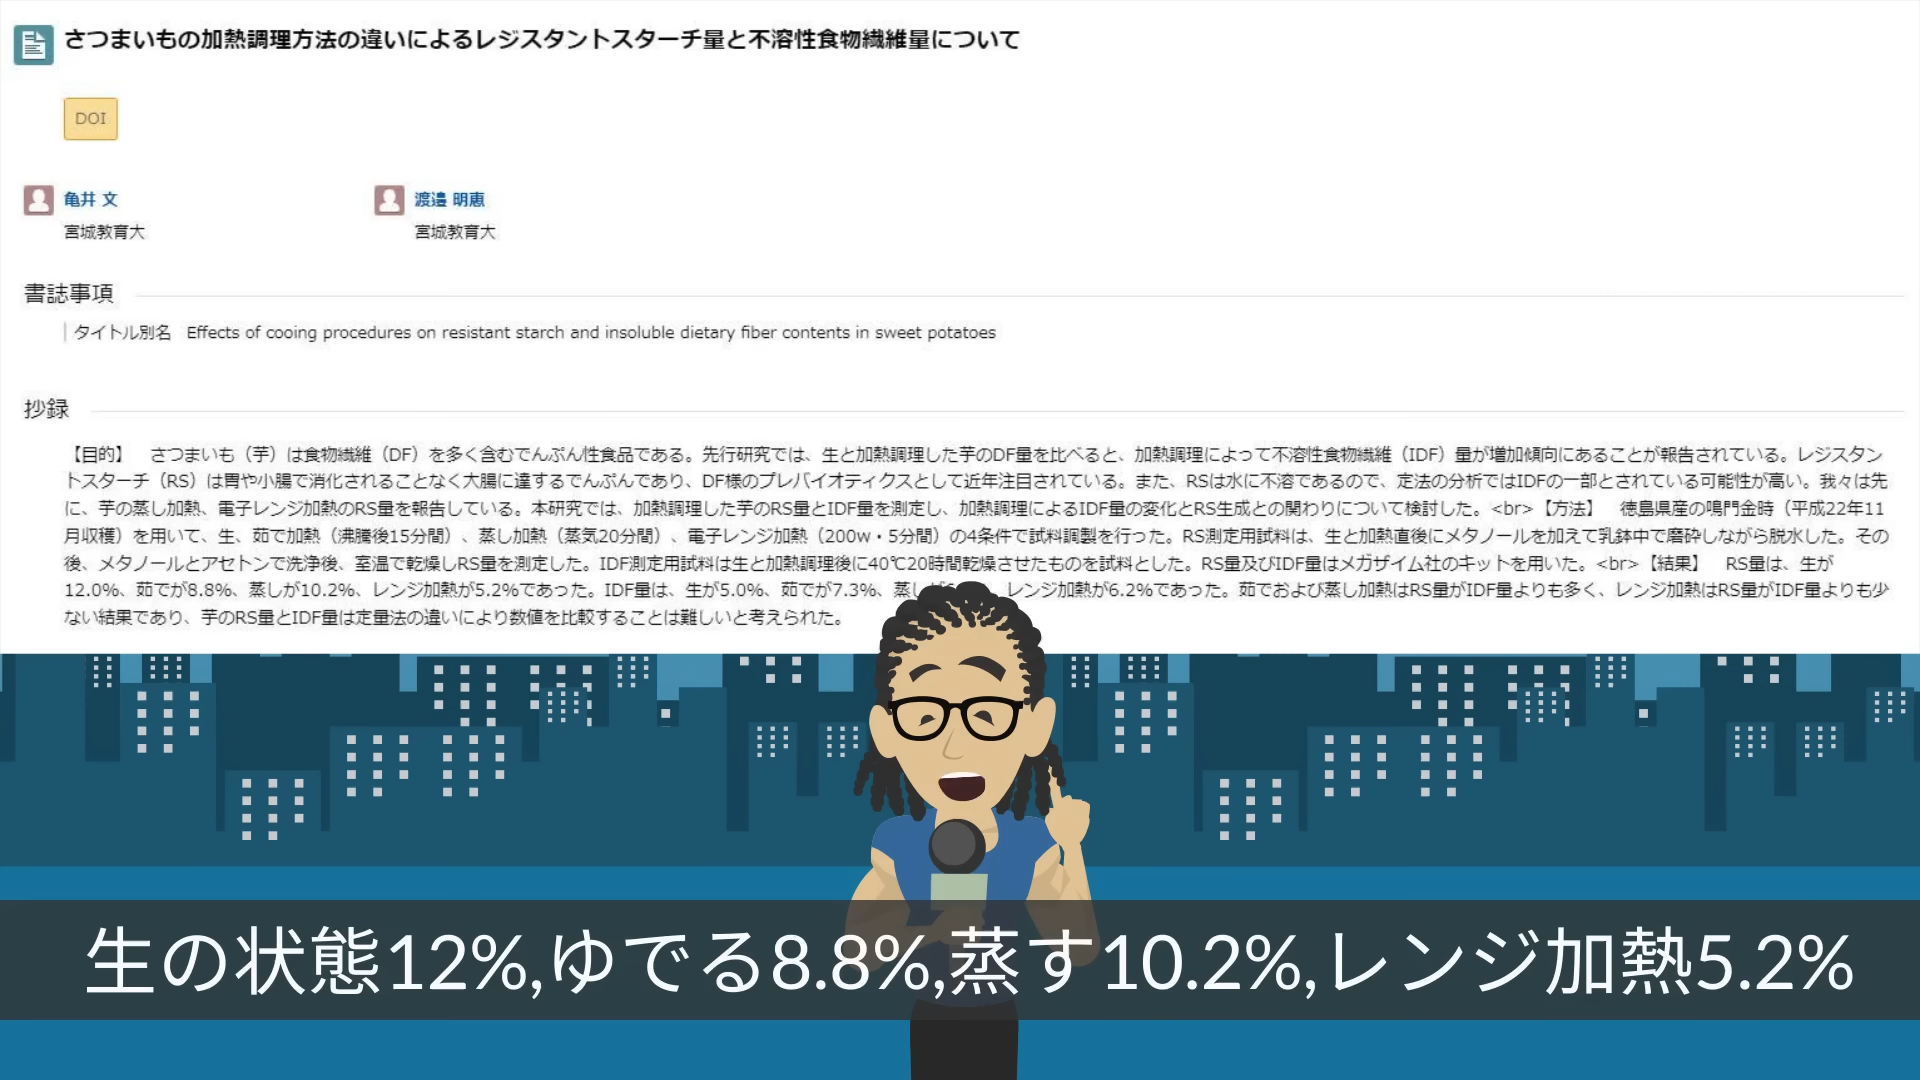 さつまいもの加熱調理方法の違いによるレジスタントスターチ量と不溶性食物繊維量について
DOI
亀井 文
宮城教育大
渡邉 明恵
宮城教育大
書誌事項
タイトル別名 Effects of cooing procedures on resistant starch and insoluble dietary fiber contents in sweet potatoes
抄録
【目的】 さつまいも（芋）は食物繊維（DF）を多く含むでんぷん性食品である。先行研究では、生と加熱調理した芋のDF量を比べると、加熱調理によって不溶性食物繊維（IDF）量が増加傾向にあることが報告されている。レジスタン
トスターチ（RS）は胃や小腸で消化されることなく大腸に達するでんぷんであり、DF様のプレバイオティクスとして近年注目されている。また、RSは水に不溶であるので、定法の分析ではIDFの一部とされている可能性が高い。我々は先
に、芋の蒸し加熱、電子レンジ加熱のRS量を報告している。本研究では、加熱調理した芋のRS量とIDF量を測定し、加熱調理によるIDF量の変化とRS生成との関わりについて検討した。<br>【方法】 徳島県産の鳴門金時（平成22年11
月収穫）を用いて、生、茹で加熱（沸騰後15分間）、蒸し加熱（蒸気20分間）、電子レンジ加熱（200w・5分間）の4条件で試料調製を行った。RS測定用試料は、生と加熱直後にメタノールを加えて乳鉢中で磨砕しながら脱水した。その
後、メタノールとアセトンで洗浄後、室温で乾燥しRS量を測定した。IDF測定用試料は生と加熱調理後に40℃20時間乾燥させたものを試料とした。RS量及びIDF量はメガザイム社のキットを用いた。<br>【結果】 RS量は、生が
12.0%、茹でが8.8%、蒸しが10.2%、レンジ加熱が5.2%であった。IDF量は、生が5.0%、茹でが7.3%、蒸し レンジ加熱が6.2%であった。茹でおよび蒸し加熱はRS量がIDF量よりも多く、レンジ加熱はRS量がIDF量よりも少
ない結果であり、芋のRS量とIDF量は定量法の違いにより数値を比較することは難しいと考えられた。
生の状態12%,ゆでる8.8%,蒸す10.2%,レンジ加熱5.2%